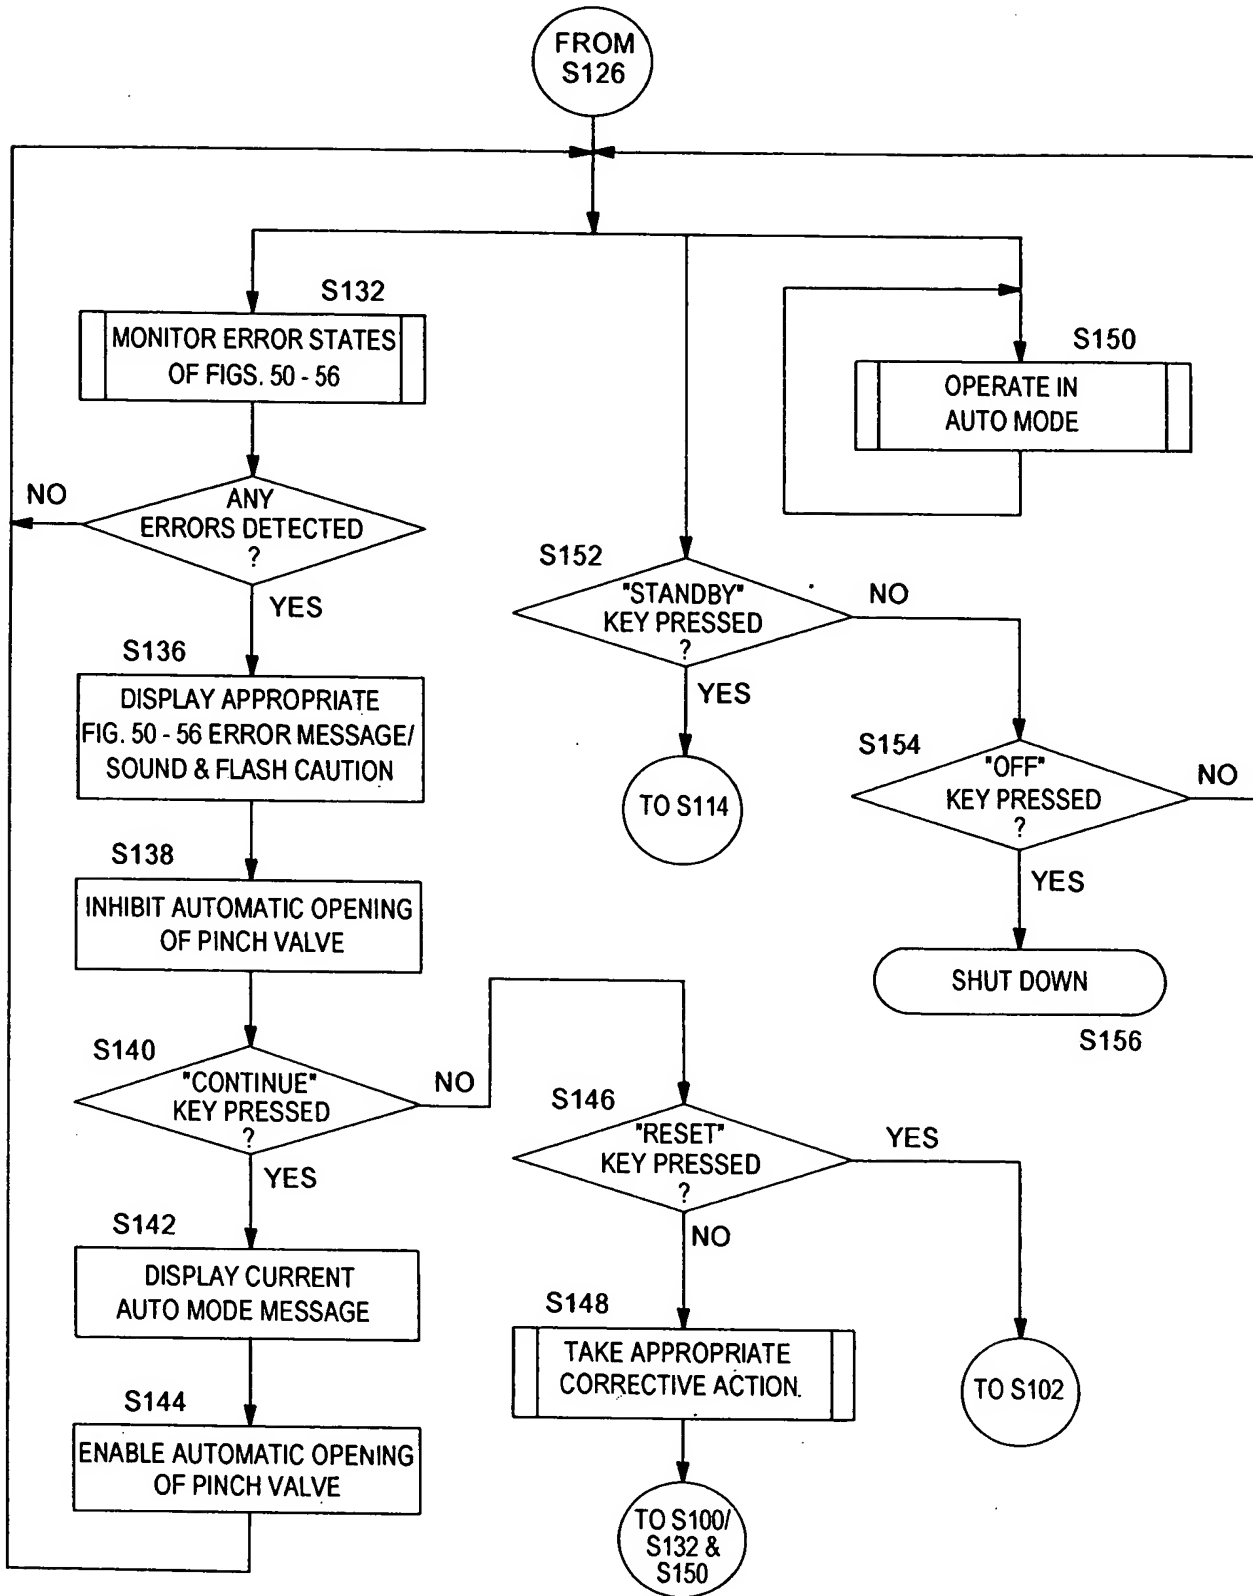 FROM
S126
S132
MONITOR ERROR STATES
OF FIGS. 50 - 56
S150
OPERATE IN
AUTO MODE
NO
ANY
ERRORS DETECTED
?
YES
S152
"STANDBY"
KEY PRESSED
?
NO
YES
S136
DISPLAY APPROPRIATE
FIG. 50 - 56 ERROR MESSAGE/
SOUND & FLASH CAUTION
TO S114
S154
"OFF"
KEY PRESSED
?
NO
YES
S138
INHIBIT AUTOMATIC OPENING
OF PINCH VALVE
SHUT DOWN
S156
S140
"CONTINUE"
KEY PRESSED
?
NO
YES
S146
"RESET"
KEY PRESSED
?
YES
NO
S142
DISPLAY CURRENT
AUTO MODE MESSAGE
S148
TAKE APPROPRIATE
CORRECTIVE ACTION.
TO S102
S144
ENABLE AUTOMATIC OPENING
OF PINCH VALVE
TO S100/
S132 &
S150